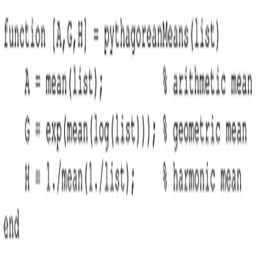 function [A,G,H] = pythagoreanMeans(list)
A = mean(list); % arithmetic mean
G = exp(mean(log(list))); % geometric mean
H = 1./mean(1./list); % harmonic mean
end